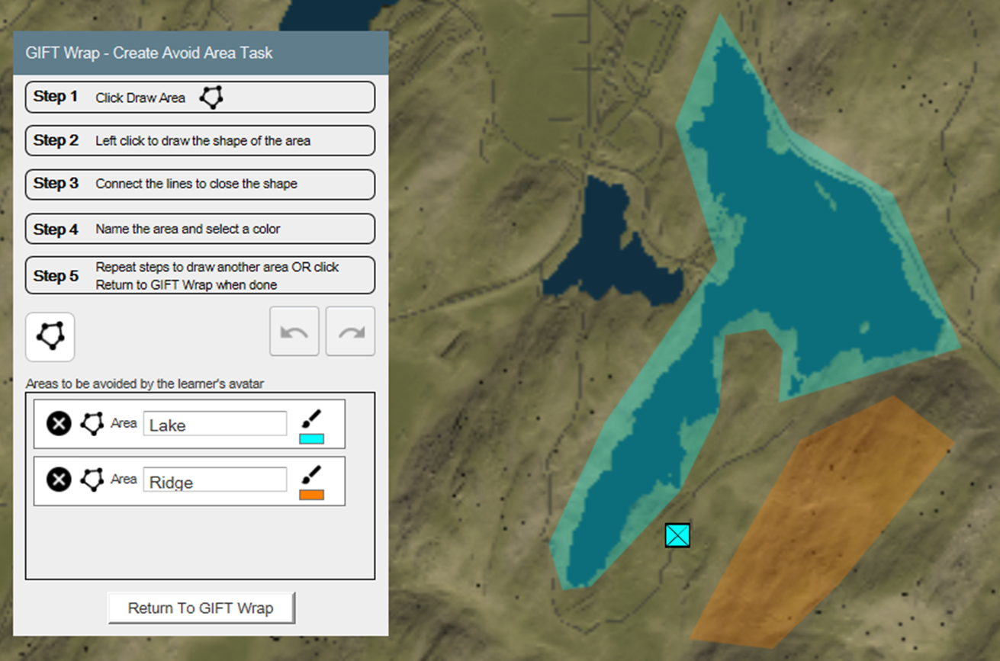 GIFT Wrap - Create Avoid Area Task
Step 1 Click Draw Area
Step 2 Left click to draw the shape of the area
Step 3 Connect the lines to close the shape
Step 4 Name the area and select a color
Step 5 Repeat steps to draw another area OR click
Return to GIFT Wrap when done
Areas to be avoided by the learner's avatar
Area Lake
Area Ridge
Return To GIFT Wrap